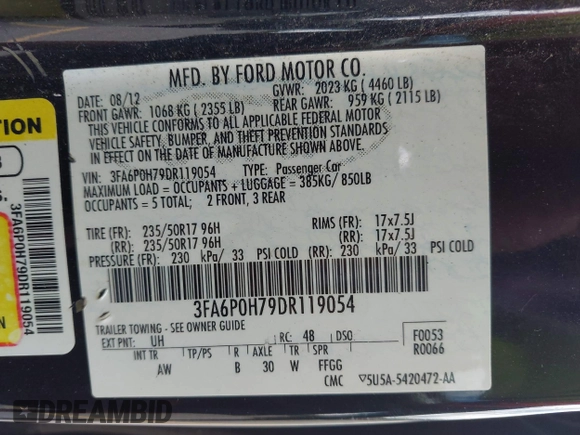 MFD. BY FORD MOTOR CO.
DATE: 08/12 GVWR: 2023 KG ( 4460 LB)
FRONT GAWR: 1068 KG ( 2355 LB) REAR GAWR: 959 KG ( 2115 LB)
THIS VEHICLE CONFORMS TO ALL APPLICABLE FEDERAL MOTOR
VEHICLE SAFETY, BUMPER, AND THEFT PREVENTION STANDARDS
IN EFFECT ON THE DATE OF MANUFACTURE SHOWN ABOVE.
VIN: 3FA6P0H79DR119054 TYPE: Passenger Car
MAXIMUM LOAD = OCCUPANTS + LUGGAGE = 385KG/ 850LB
OCCUPANTS = 5 TOTAL; 2 FRONT, 3 REAR
TIRE (FR): 235/50R17 96H RIMS (FR): 17x7.5J
(RR): 235/50R17 96H (RR): 17x7.5J
PRESSURE (FR): 230 kPa/ 33 PSI COLD (RR): 230 kPa/ 33 PSI COLD
3FA6P0H79DR119054
TRAILER TOWING - SEE OWNER GUIDE
EXT PNT: UH RC: 48 DSO F0053
R0066
INT TR TP/PS R AXLE TR SPR
AW B 30 W FFGG
CMC ▽5U5A-5420472-AA
TION
3
S.
3FA6P0H79DR119054
N
DREAMBID